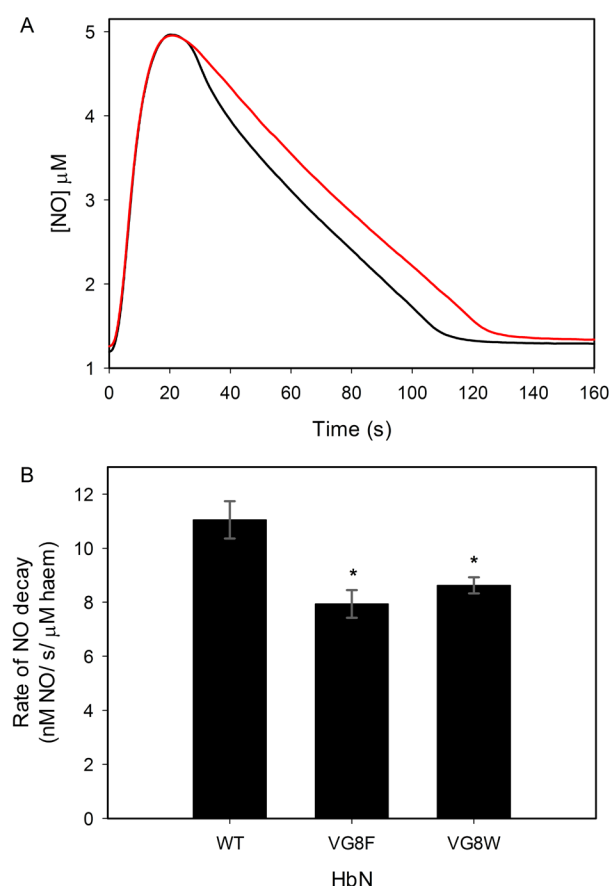 A
[NO] μM
5
4
3
2
1
0 20 40 60 80 100 120 140 160
Time (s)
B
Rate of NO decay
(nM NO/ s/ μM haem)
12
10
8
6
4
2
0
* *
WT VG8F VG8W
HbN